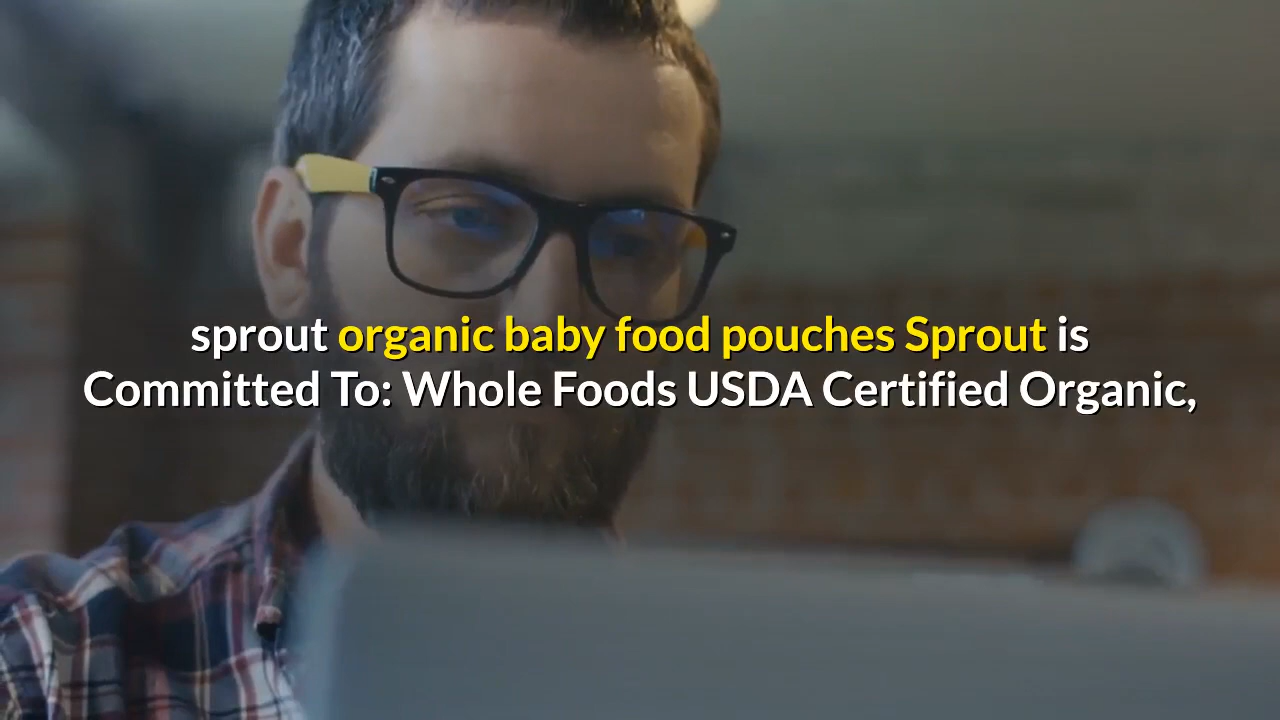 sprout organic baby food pouches Sprout is
Committed To: Whole Foods USDA Certified Organic,